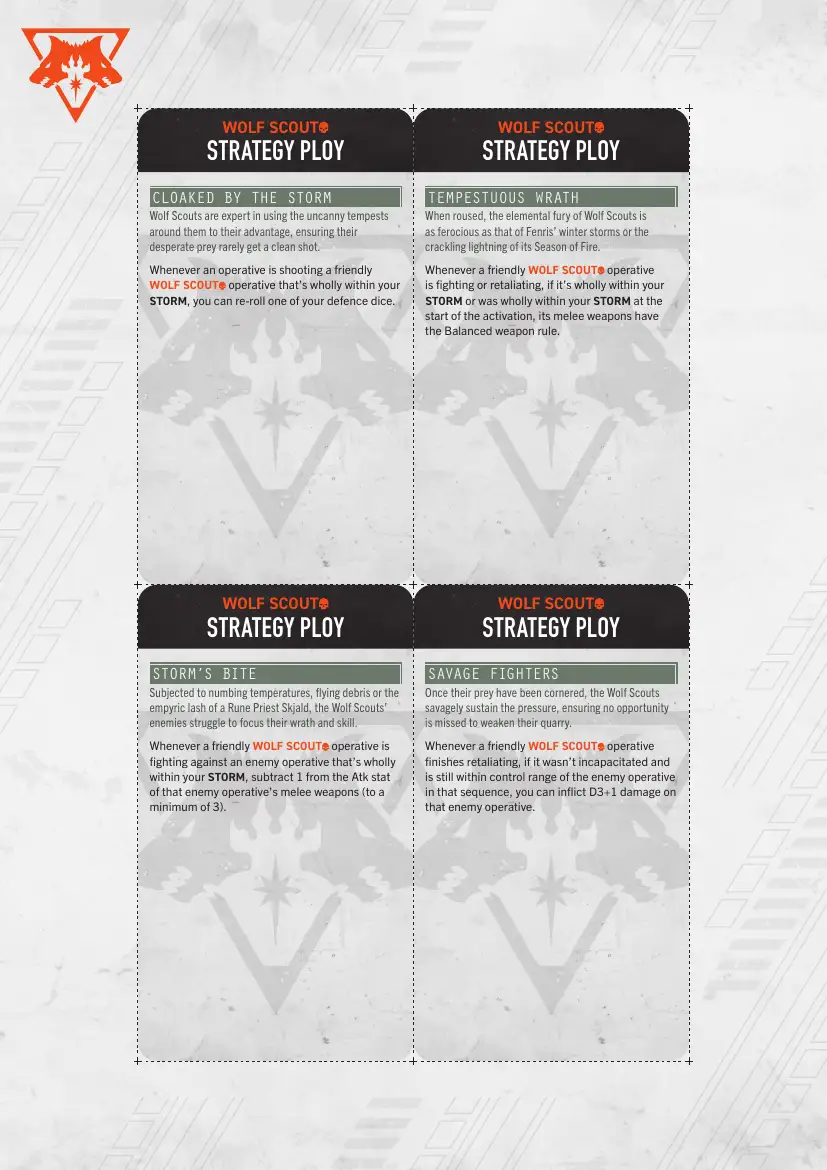 WOLF SCOUT
STRATEGY PLOY
CLOAKED BY THE STORM
Wolf Scouts are expert in using the uncanny tempests
around them to their advantage, ensuring their
desperate prey rarely get a clean shot.
Whenever an operative is shooting a friendly
WOLF SCOUT operative that's wholly within your
STORM, you can re-roll one of your defence dice.
WOLF SCOUT
STRATEGY PLOY
TEMPESTUOUS WRATH
When roused, the elemental fury of Wolf Scouts is
as ferocious as that of Fenris' winter storms or the
crackling lightning of its Season of Fire.
Whenever a friendly WOLF SCOUT operative
is fighting or retaliating, if it's wholly within your
STORM or was wholly within your STORM at the
start of the activation, its melee weapons have
the Balanced weapon rule.
WOLF SCOUT
STRATEGY PLOY
STORM'S BITE
Subjected to numbing temperatures, flying debris or the
empyric lash of a Rune Priest Skjald, the Wolf Scouts'
enemies struggle to focus their wrath and skill.
Whenever a friendly WOLF SCOUT operative is
fighting against an enemy operative that's wholly
within your STORM, subtract 1 from the Atk stat
of that enemy operative's melee weapons (to a
minimum of 3).
WOLF SCOUT
STRATEGY PLOY
SAVAGE FIGHTERS
Once their prey have been cornered, the Wolf Scouts
savagely sustain the pressure, ensuring no opportunity
is missed to weaken their quarry.
Whenever a friendly WOLF SCOUT operative
finishes retaliating, if it wasn't incapacitated and
is still within control range of the enemy operative
in that sequence, you can inflict D3+1 damage on
that enemy operative.